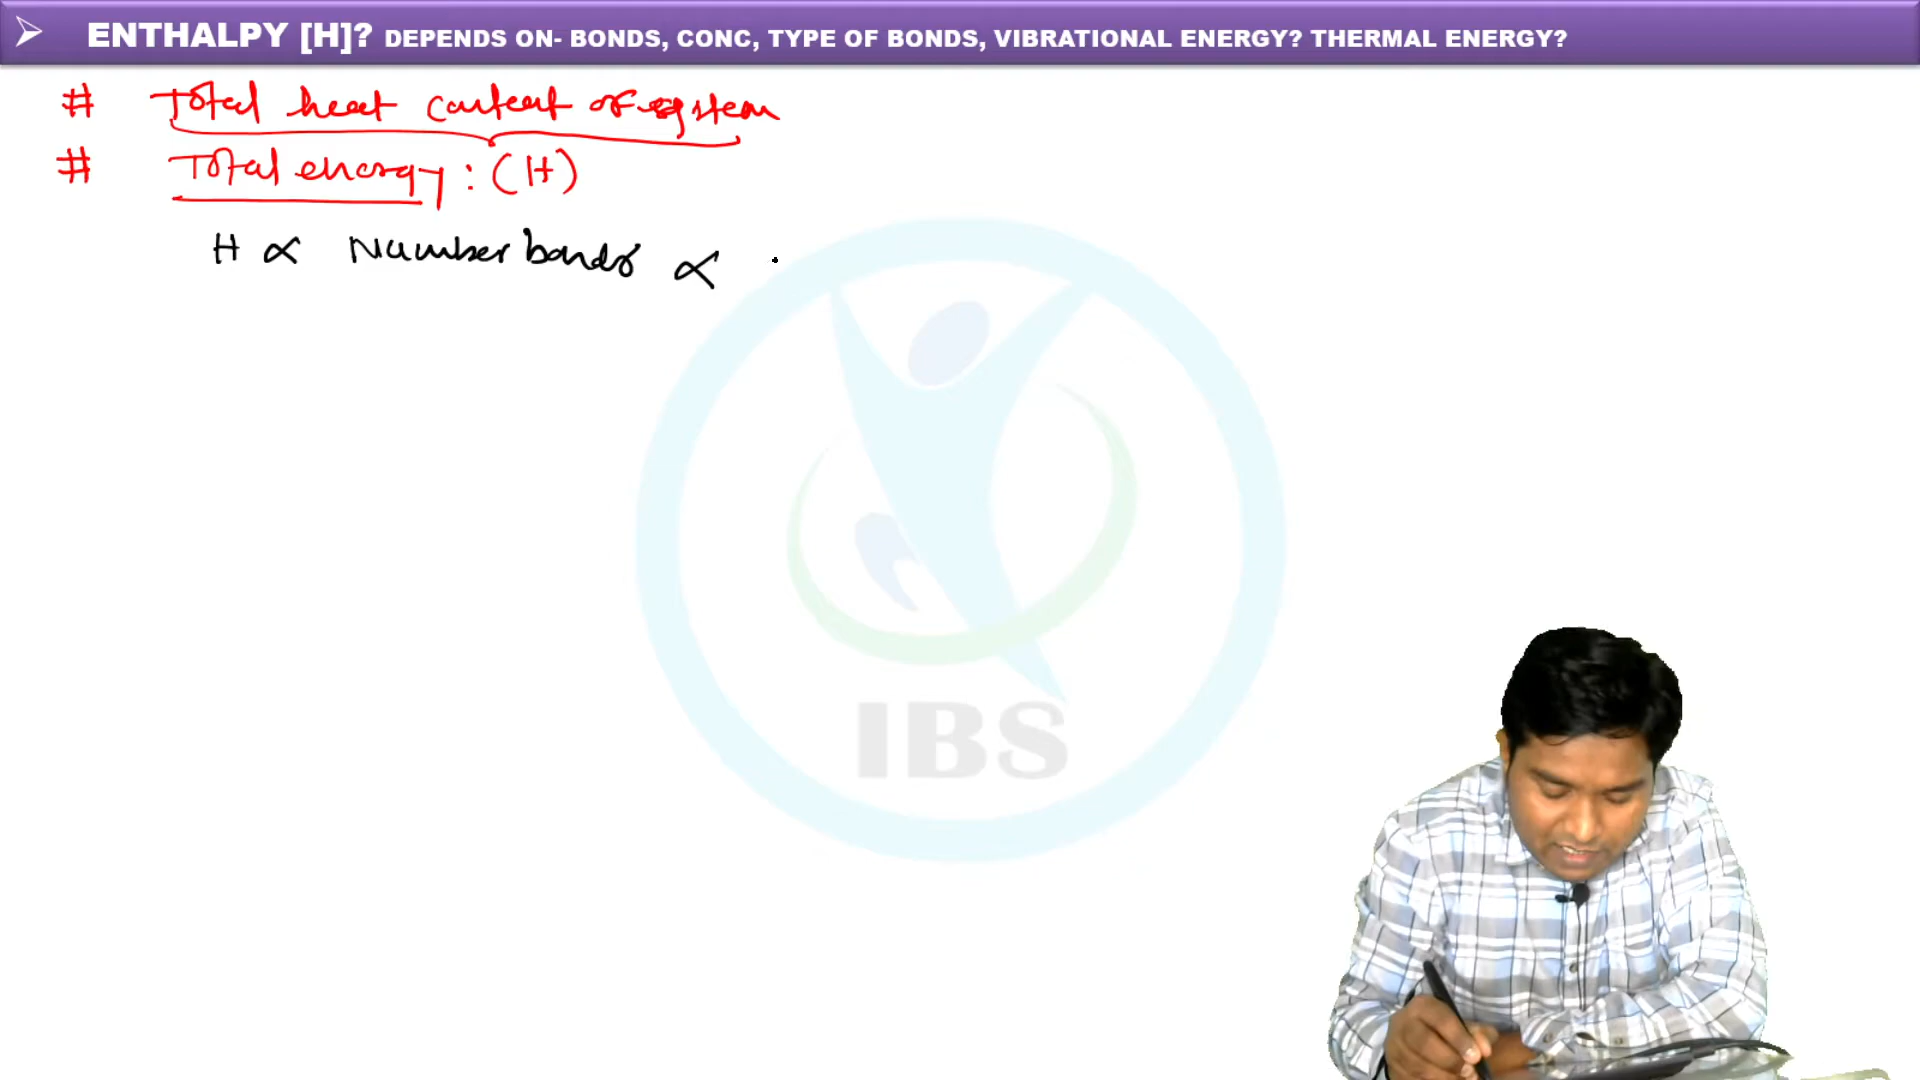 ENTHALPY [H]? DEPENDS ON- BONDS, CONC, TYPE OF BONDS, VIBRATIONAL ENERGY? THERMAL ENERGY?
# Total heat content of system
# Total energy : (H)
H ∝ Number bonds ∝
IBS